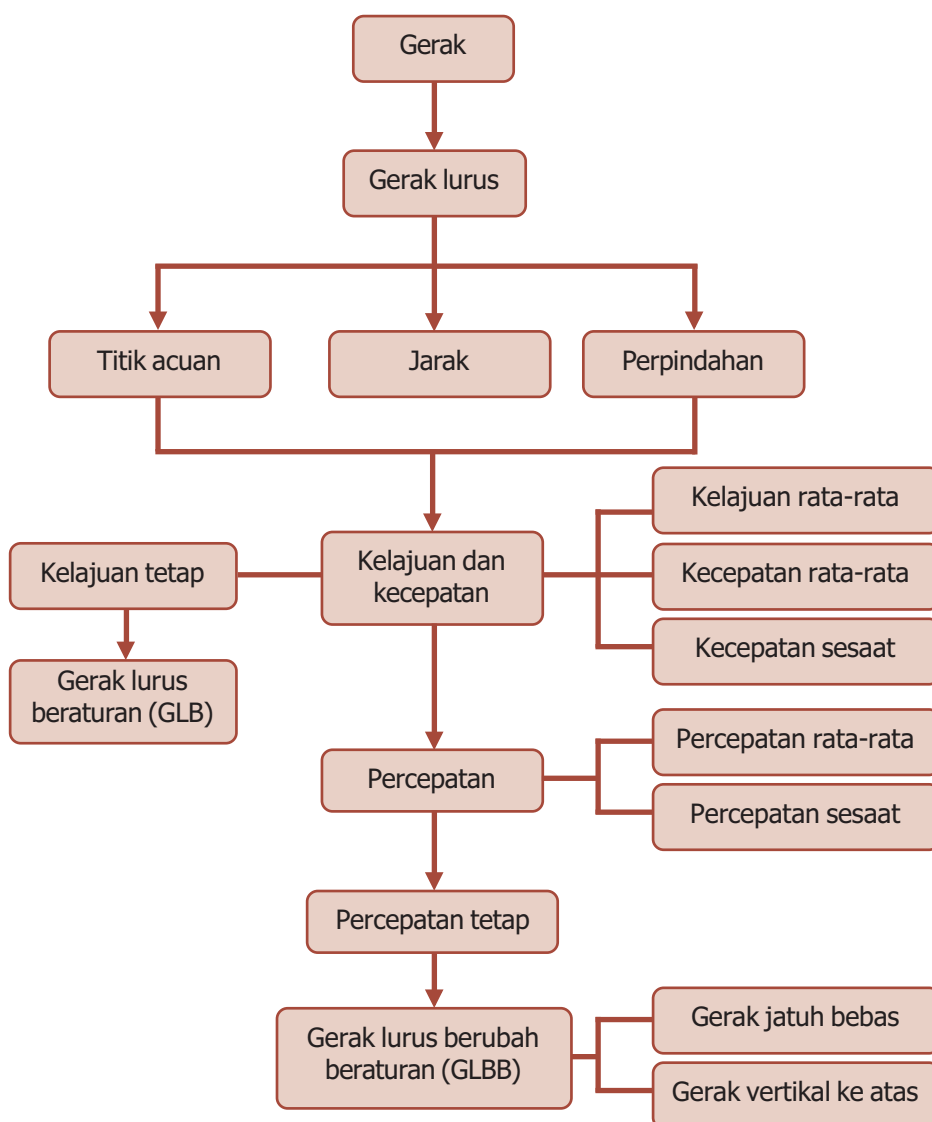 Gerak
Gerak lurus
Titik acuan
Jarak
Perpindahan
Kelajuan rata-rata
Kelajuan tetap
Kelajuan dan
kecepatan
Kecepatan rata-rata
Kecepatan sesaat
Gerak lurus
beraturan (GLB)
Percepatan rata-rata
Percepatan
Percepatan sesaat
Percepatan tetap
Gerak lurus berubah
beraturan (GLBB)
Gerak jatuh bebas
Gerak vertikal ke atas